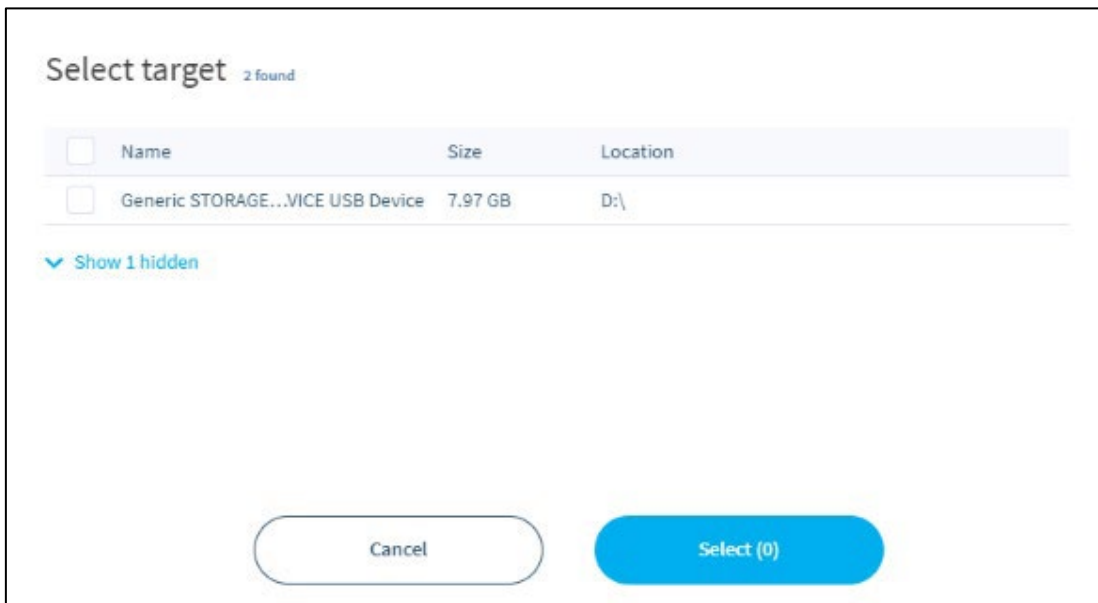 Select target 2 found
Name Size Location
Generic STORAGE...VICE USB Device 7.97 GB D:\
Show 1 hidden
Cancel Select (0)